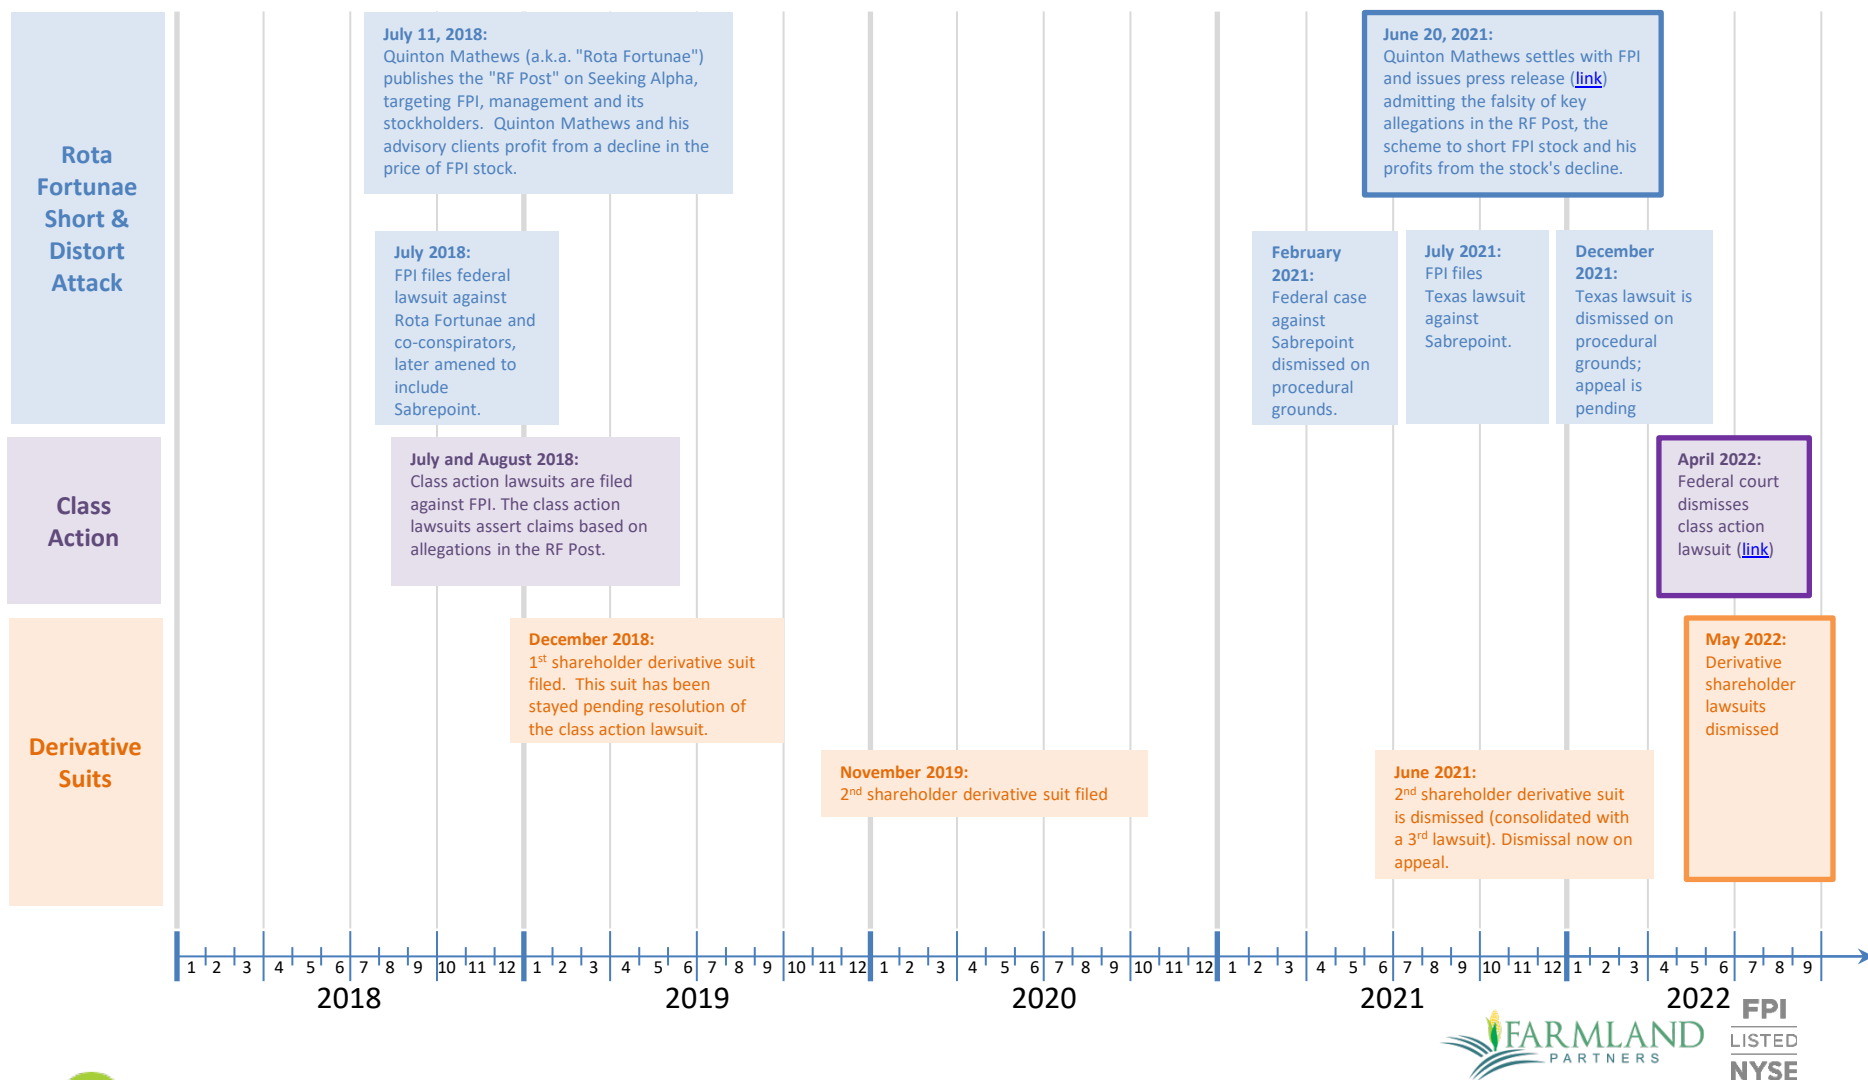 Rota
Fortunae
Short &
Distort
Attack
July 11, 2018:
Quinton Mathews (a.k.a. "Rota Fortunae")
publishes the "RF Post" on Seeking Alpha,
targeting FPI, management and its
stockholders.  Quinton Mathews and his
advisory clients profit from a decline in the
price of FPI stock.
June 20, 2021:
Quinton Mathews settles with FPI
and issues press release (link)
admitting the falsity of key
allegations in the RF Post, the
scheme to short FPI stock and his
profits from the stock's decline.
July 2018:
FPI files federal
lawsuit against
Rota Fortunae and
co-conspirators,
later amened to
include
Sabrepoint.
February
2021:
Federal case
against
Sabrepoint
dismissed on
procedural
grounds.
July 2021:
FPI files
Texas lawsuit
against
Sabrepoint.
December
2021:
Texas lawsuit is
dismissed on
procedural
grounds;
appeal is
pending
Class
Action
July and August 2018:
Class action lawsuits are filed
against FPI. The class action
lawsuits assert claims based on
allegations in the RF Post.
April 2022:
Federal court
dismisses
class action
lawsuit (link)
Derivative
Suits
December 2018:
1st shareholder derivative suit
filed.  This suit has been
stayed pending resolution of
the class action lawsuit.
November 2019:
2nd shareholder derivative suit filed
June 2021:
2nd shareholder derivative suit
is dismissed (consolidated with
a 3rd lawsuit). Dismissal now on
appeal.
May 2022:
Derivative
shareholder
lawsuits
dismissed
1 2 3 4 5 6 7 8 9 10 11 12 1 2 3 4 5 6 7 8 9 10 11 12 1 2 3 4 5 6 7 8 9 10 11 12 1 2 3 4 5 6 7 8 9 10 11 12 1 2 3 4 5 6 7 8 9
2018 2019 2020 2021 2022
FARMLAND
PARTNERS
FPI
LISTED
NYSE